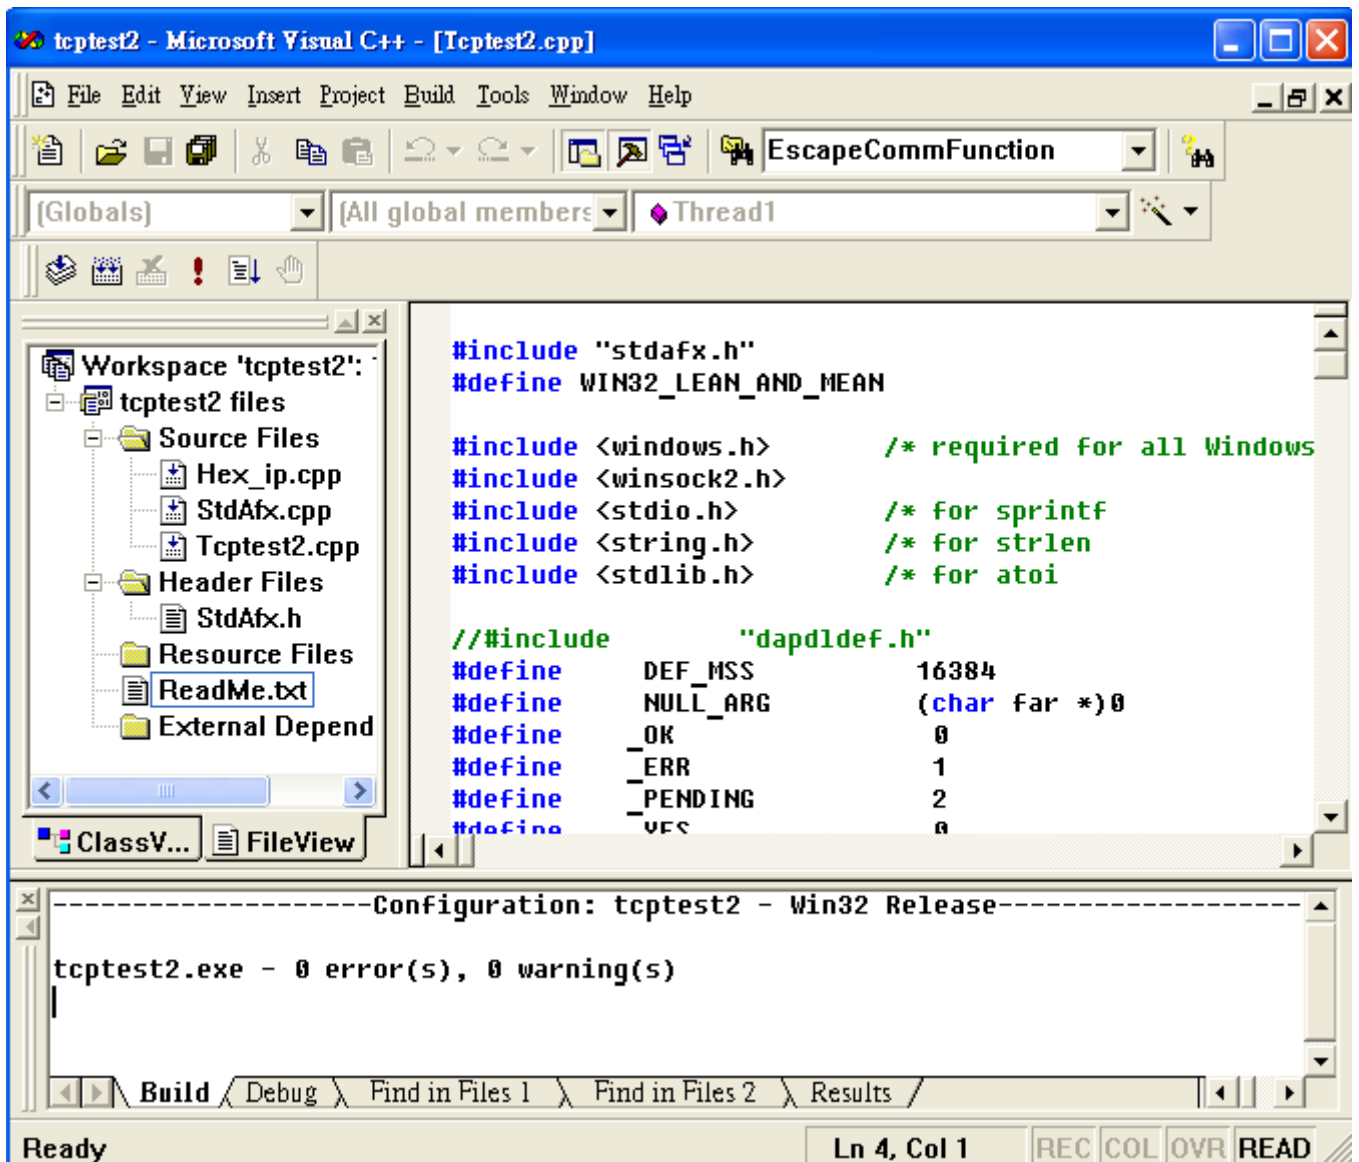 tcptest2 - Microsoft Visual C++ - [Tcptest2.cpp]
File Edit View Insert Project Build Tools Window Help
EscapeCommFunction
(Globals) (All global members Thread1
Workspace 'tcptest2':
tcptest2 files
Source Files
Hex_ip.cpp
StdAfx.cpp
Tcptest2.cpp
Header Files
StdAfx.h
Resource Files
ReadMe.txt
External Depend
ClassV... FileView
#include "stdafx.h"
#define WIN32_LEAN_AND_MEAN
#include <windows.h> /* required for all Windows
#include <winsock2.h>
#include <stdio.h> /* for sprintf
#include <string.h> /* for strlen
#include <stdlib.h> /* for atoi
//#include "dapdldef.h"
#define DEF_MSS 16384
#define NULL_ARG (char far *)0
#define _OK 0
#define _ERR 1
#define _PENDING 2
#define YES 0
--------------------Configuration: tcptest2 - Win32 Release-------------------
tcptest2.exe - 0 error(s), 0 warning(s)
Build Debug Find in Files 1 Find in Files 2 Results
Ready Ln 4, Col 1 REC COL OVR READ